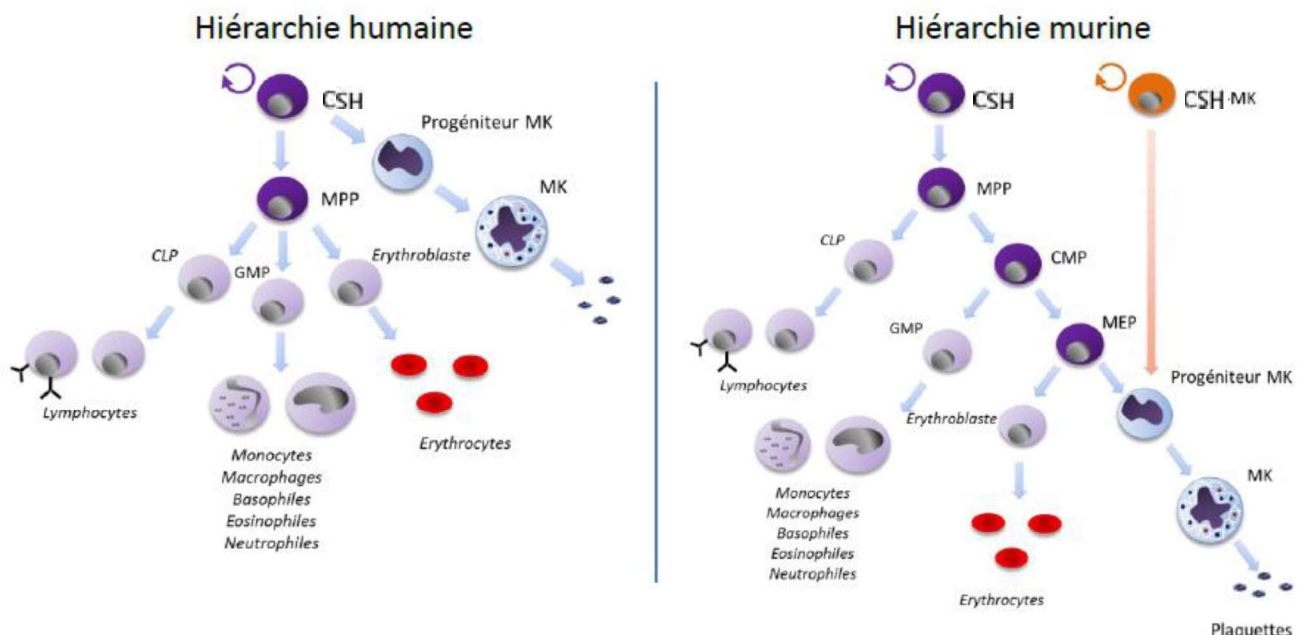 Hiérarchie humaine
CSH
Progéniteur MK
MK
MPP
CLP
GMP
Erythroblaste
Lymphocytes
Erythrocytes
Monocytes
Macrophages
Basophiles
Eosinophiles
Neutrophiles
Hiérarchie murine
CSH
CSH-MK
MPP
CLP
CMP
GMP
MEP
Lymphocytes
Erythroblaste
Progéniteur MK
MK
Monocytes
Macrophages
Basophiles
Eosinophiles
Neutrophiles
Erythrocytes
Plaquettes